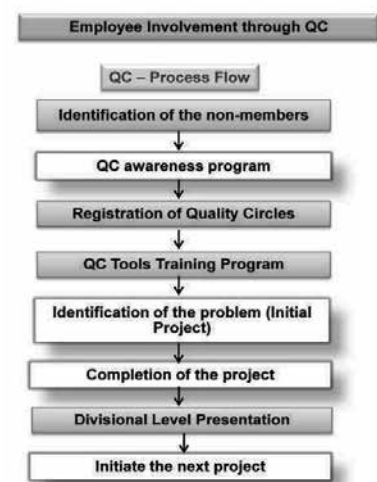 Employee Involvement through QC
QC – Process Flow
Identification of the non-members
QC awareness program
Registration of Quality Circles
QC Tools Training Program
Identification of the problem (Initial
Project)
Completion of the project
Divisional Level Presentation
Initiate the next project